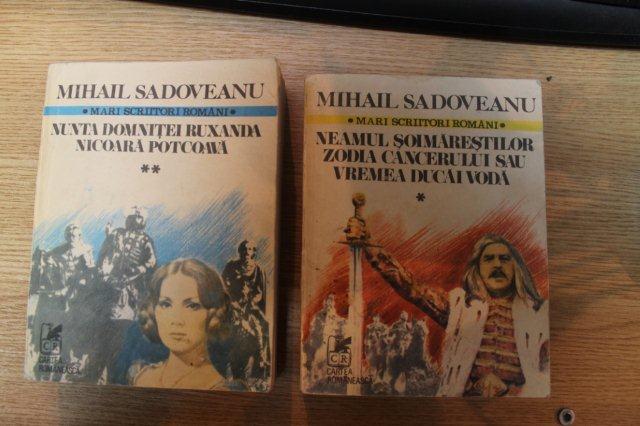 MIHAIL SADOVEANU
• MARI SCRIITORI ROMÂNI •
NUNTA DOMNIȚEI RUXANDA
NICOARĂ POTCOAVĂ
**
CR
CARTEA
ROMÂNEASCĂ
MIHAIL SADOVEANU
• MARI SCRIITORI ROMÂNI •
NEAMUL ȘOIMĂREȘTILOR
ZODIA CANCERULUI SAU
VREMEA DUCĂI VODĂ
*
CR
CARTEA
ROMÂNEASCĂ